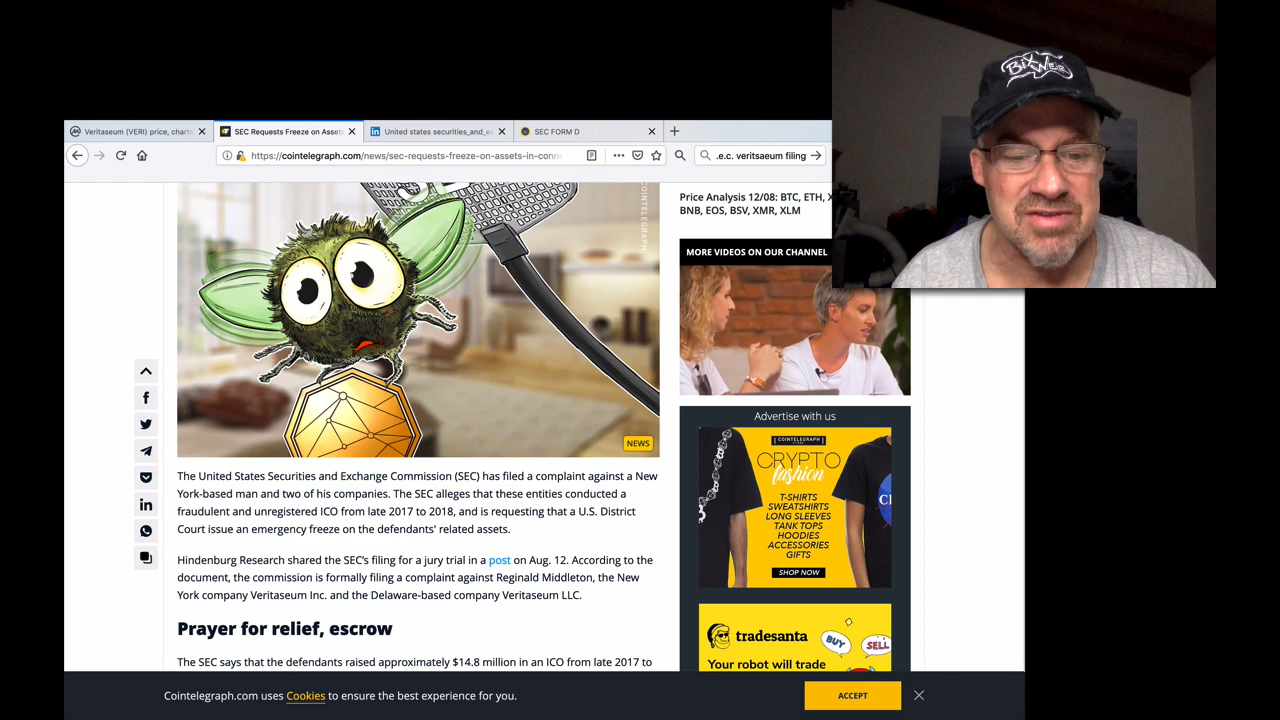 Veritaseum (VERI) price, charts
SEC Requests Freeze on Assets
United states securities_and_ex
SEC FORM D
https://cointelegraph.com/news/sec-requests-freeze-on-assets-in-conne
.e.c. veritsaeum filing
COINTELEGRAPH
NEWS
The United States Securities and Exchange Commission (SEC) has filed a complaint against a New
York-based man and two of his companies. The SEC alleges that these entities conducted a
fraudulent and unregistered ICO from late 2017 to 2018, and is requesting that a U.S. District
Court issue an emergency freeze on the defendants' related assets.
Hindenburg Research shared the SEC's filing for a jury trial in a post on Aug. 12. According to the
document, the commission is formally filing a complaint against Reginald Middleton, the New
York company Veritaseum Inc. and the Delaware-based company Veritaseum LLC.
Prayer for relief, escrow
The SEC says that the defendants raised approximately $14.8 million in an ICO from late 2017 to
Price Analysis 12/08: BTC, ETH, X
BNB, EOS, BSV, XMR, XLM
MORE VIDEOS ON OUR CHANNEL
Advertise with us
COINTELEGRAPH
CRYPTO
fashion
T-SHIRTS
SWEATSHIRTS
LONG SLEEVES
TANK TOPS
HOODIES
ACCESSORIES
GIFTS
SHOP NOW
tradesanta
BUY
SELL
Your robot will trade
Cointelegraph.com uses Cookies to ensure the best experience for you.
ACCEPT